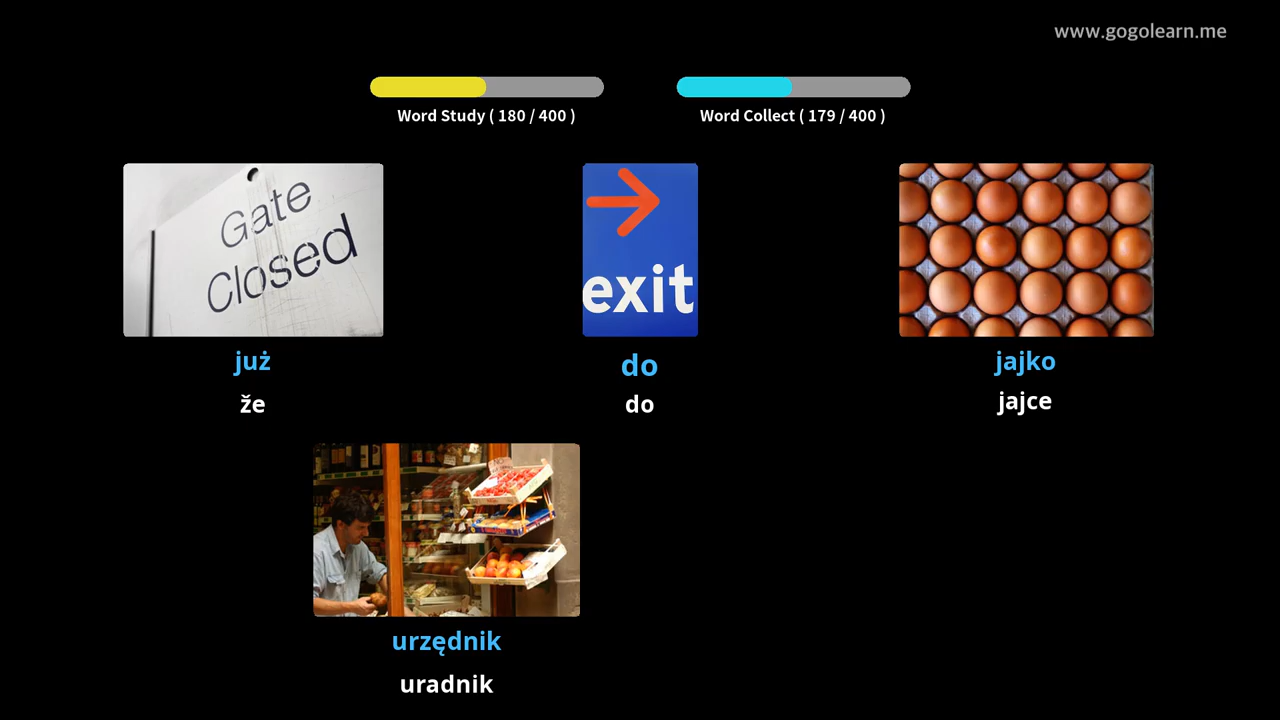 www.gogolearn.me
Word Study ( 180 / 400 )
Word Collect ( 179 / 400 )
Gate
Closed
exit
już
do
jajko
že
do
jajce
urzędnik
uradnik